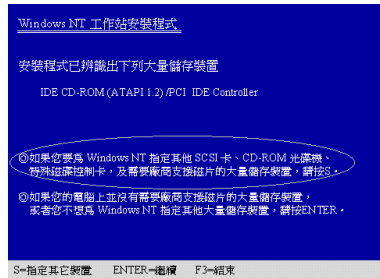 Windows NT 工作站安裝程式
安裝程式已辨識出下列大量儲存裝置
IDE CD-ROM (ATAPI 1.2) /PCI IDE Controller
◎如果您要為 Windows NT 指定其他 SCSI 卡、CD-ROM 光碟機、
特殊磁碟控制卡,及需要廠商支援磁片的大量儲存裝置,請按S。
◎如果您的電腦上並沒有需要廠商支援磁片的大量儲存裝置,
或者您不想為 Windows NT 指定其他大量儲存裝置,請按ENTER。
S=指定其它裝置 ENTER=繼續 F3=結束